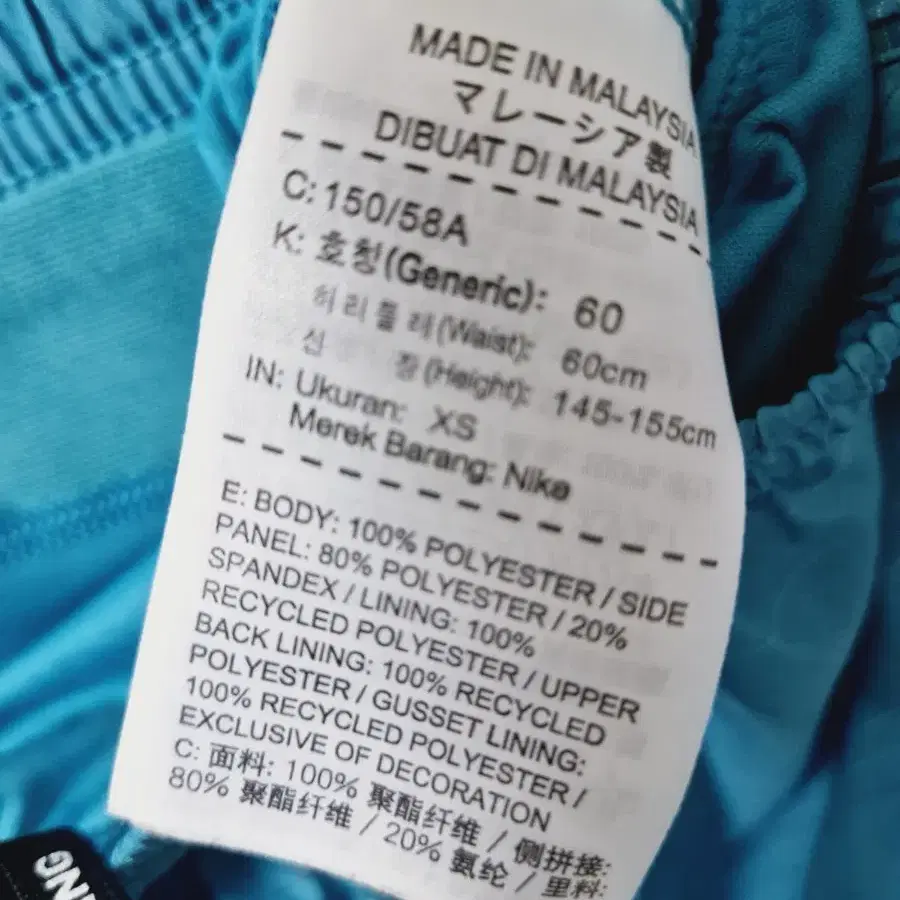 MADE IN MALAYSIA
マレーシア製
DIBUAT DI MALAYSIA
C: 150/58A
K: 호칭(Generic): 60
허리둘레(Waist): 60cm
신 장(Height): 145-155cm
IN: Ukuran: XS
Merek Barang: Nike
E: BODY: 100% POLYESTER / SIDE
PANEL: 80% POLYESTER / 20%
SPANDEX / LINING: 100%
RECYCLED POLYESTER / UPPER
BACK LINING: 100% RECYCLED
POLYESTER / GUSSET LINING:
100% RECYCLED POLYESTER /
EXCLUSIVE OF DECORATION
C: 面料: 100% 聚酯纤维 / 侧拼接:
80% 聚酯纤维 / 20% 氨纶 / 里料: